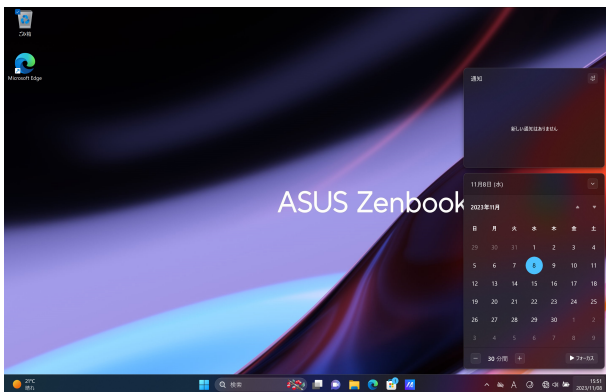 ごみ箱
Microsoft Edge
ASUS Zenbook
通知
新しい通知はありません
11月8日 (水)
2023年11月
日 月 火 水 木 金 土
29 30 31 1 2 3 4
5 6 7 8 9 10 11
12 13 14 15 16 17 18
19 20 21 22 23 24 25
26 27 28 29 30 1 2
3 4 5 6 7 8 9
30 分間
フォーカス
21°C
晴れ
検索
A
15:51
2023/11/08